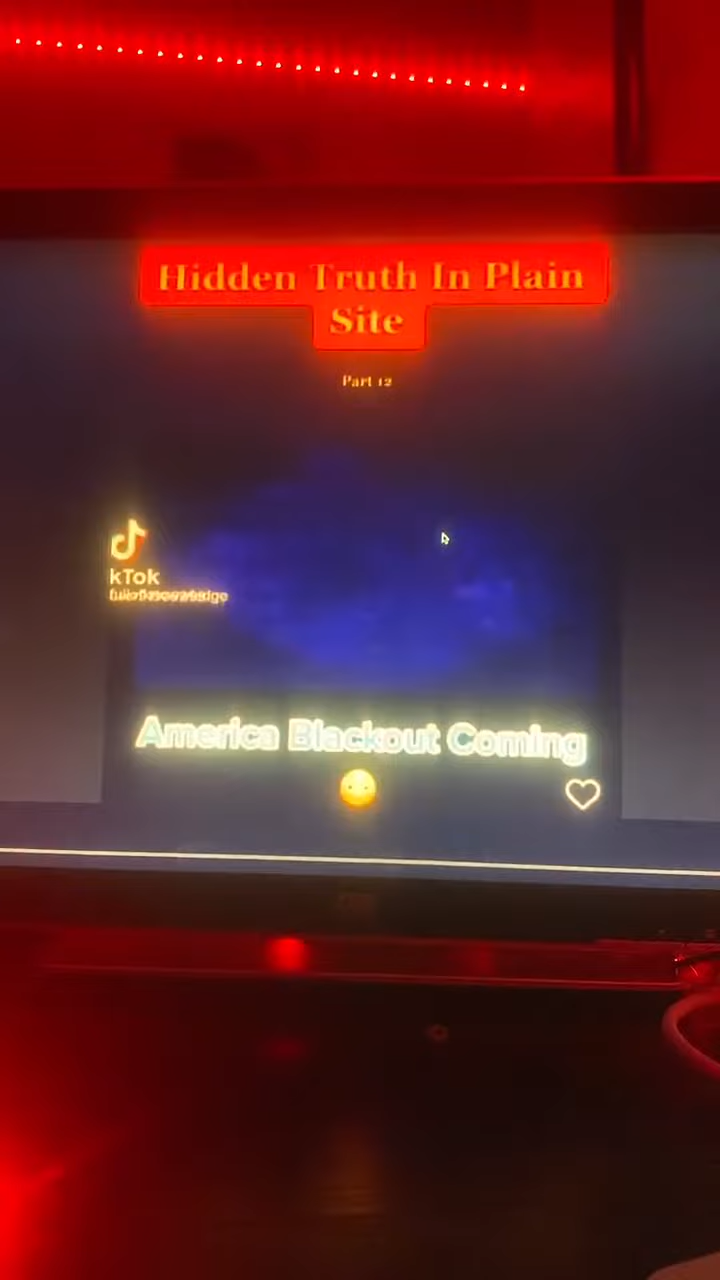 Hidden Truth In Plain
Site
Part 12
kTok
America Blackout Coming